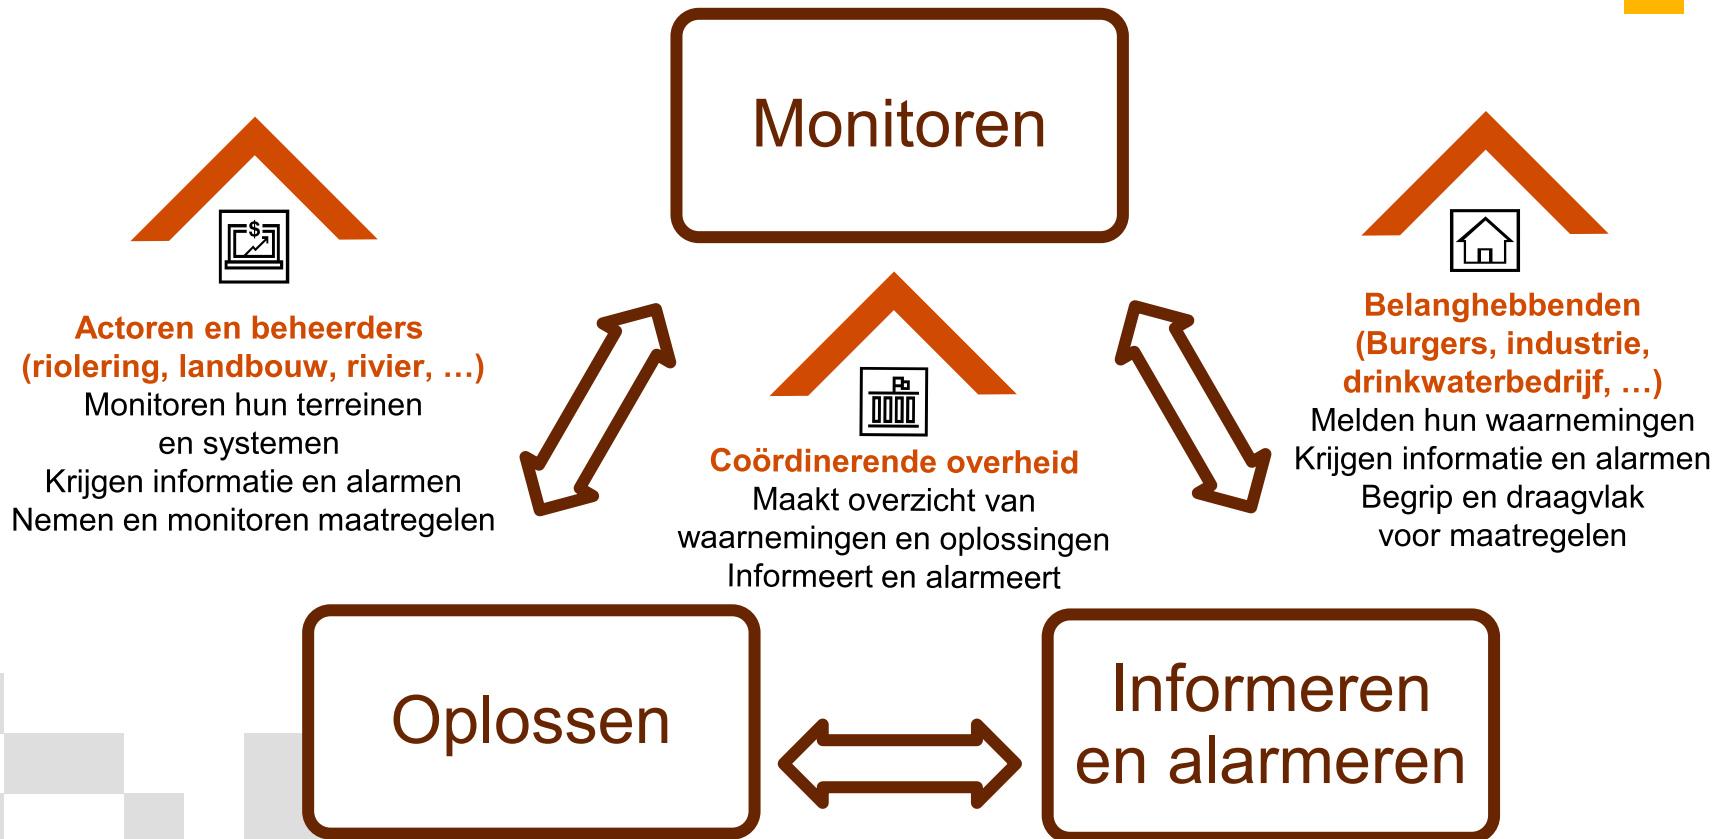 Monitoren
Actoren en beheerders
(riolering, landbouw, rivier, …)
Monitoren hun terreinen
en systemen
Krijgen informatie en alarmen
Nemen en monitoren maatregelen
$
Coördinerende overheid
Maakt overzicht van
waarnemingen en oplossingen
Informeert en alarmeert
Belanghebbenden
(Burgers, industrie,
drinkwaterbedrijf, …)
Melden hun waarnemingen
Krijgen informatie en alarmen
Begrip en draagvlak
voor maatregelen
Oplossen
Informeren
en alarmeren